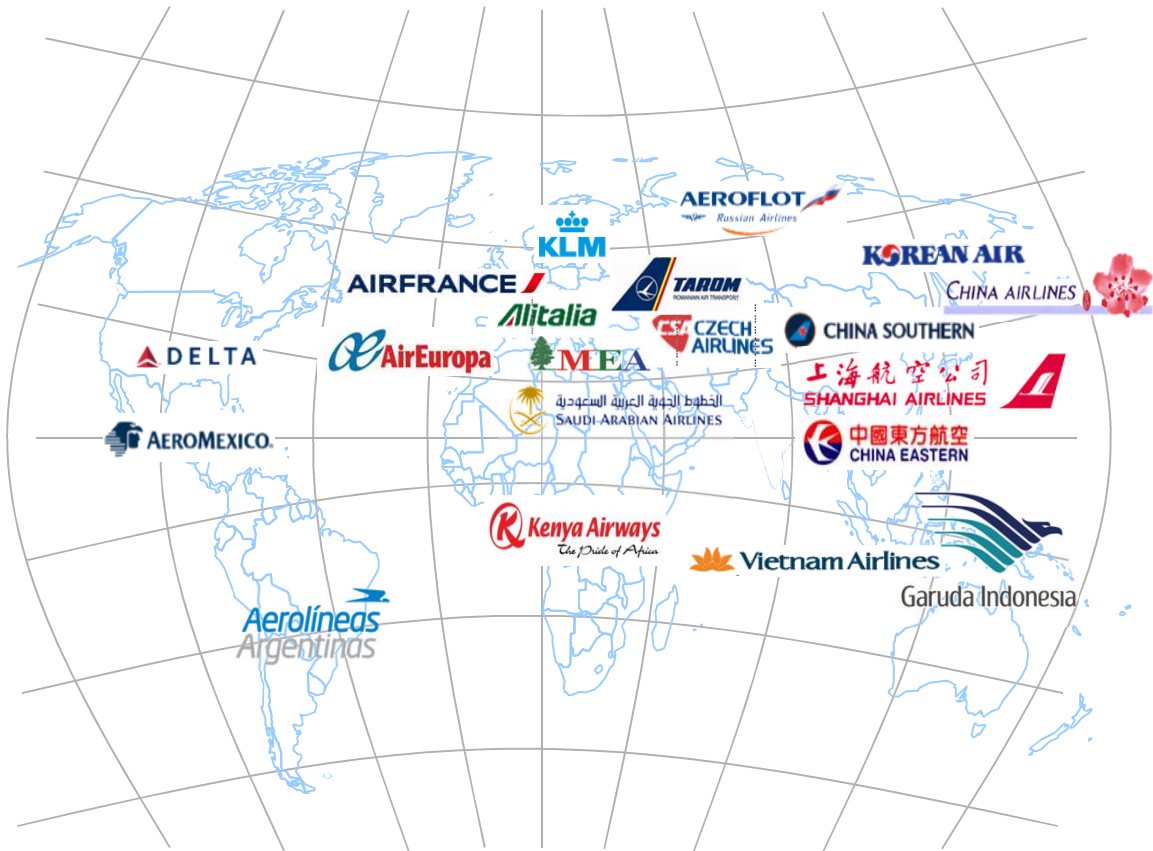 AEROFLOT
Russian Airlines
KLM
KOREAN AIR
AIRFRANCE
TAROM
ROMANIAN AIR TRANSPORT
CHINA AIRLINES
Alitalia
CSA CZECH
AIRLINES
CHINA SOUTHERN
DELTA
AirEuropa
MEA
上海航空公司
SHANGHAI AIRLINES
الخطوط الجوية العربية السعودية
SAUDI ARABIAN AIRLINES
AEROMEXICO.
中國東方航空
CHINA EASTERN
Kenya Airways
The Pride of Africa
Vietnam Airlines
Garuda Indonesia
Aerolíneas
Argentinas